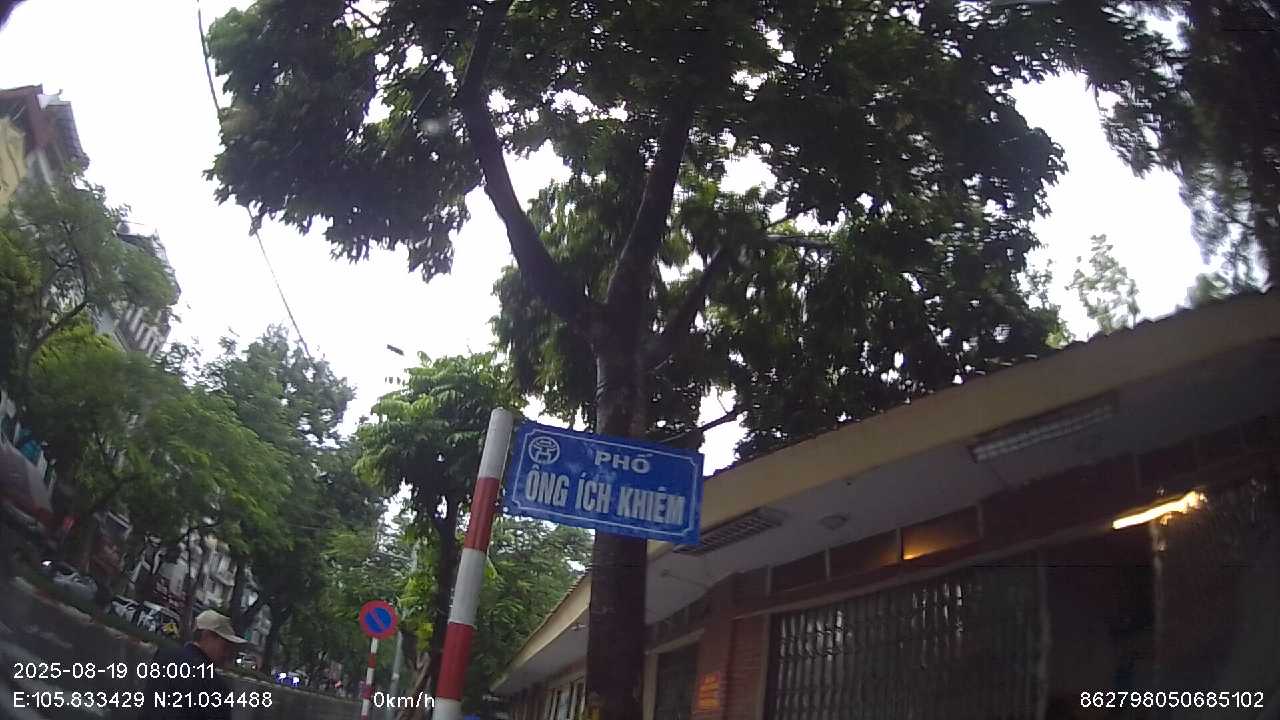 PHỐ
ÔNG ÍCH KHIÊM
2025-08-19 08:00:11
E:105.833429 N:21.034488
0km/h
862798050685102